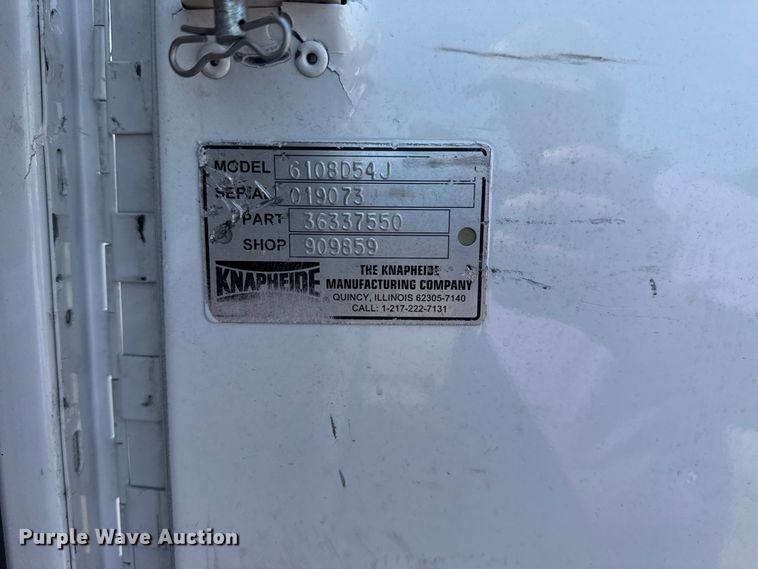 MODEL 6108D54J
SERIAL 019073
PART 36337550
SHOP 909859
KNAPHEIDE
THE KNAPHEIDE
MANUFACTURING COMPANY
QUINCY, ILLINOIS 62305-7140
CALL: 1-217-222-7131
Purple Wave Auction